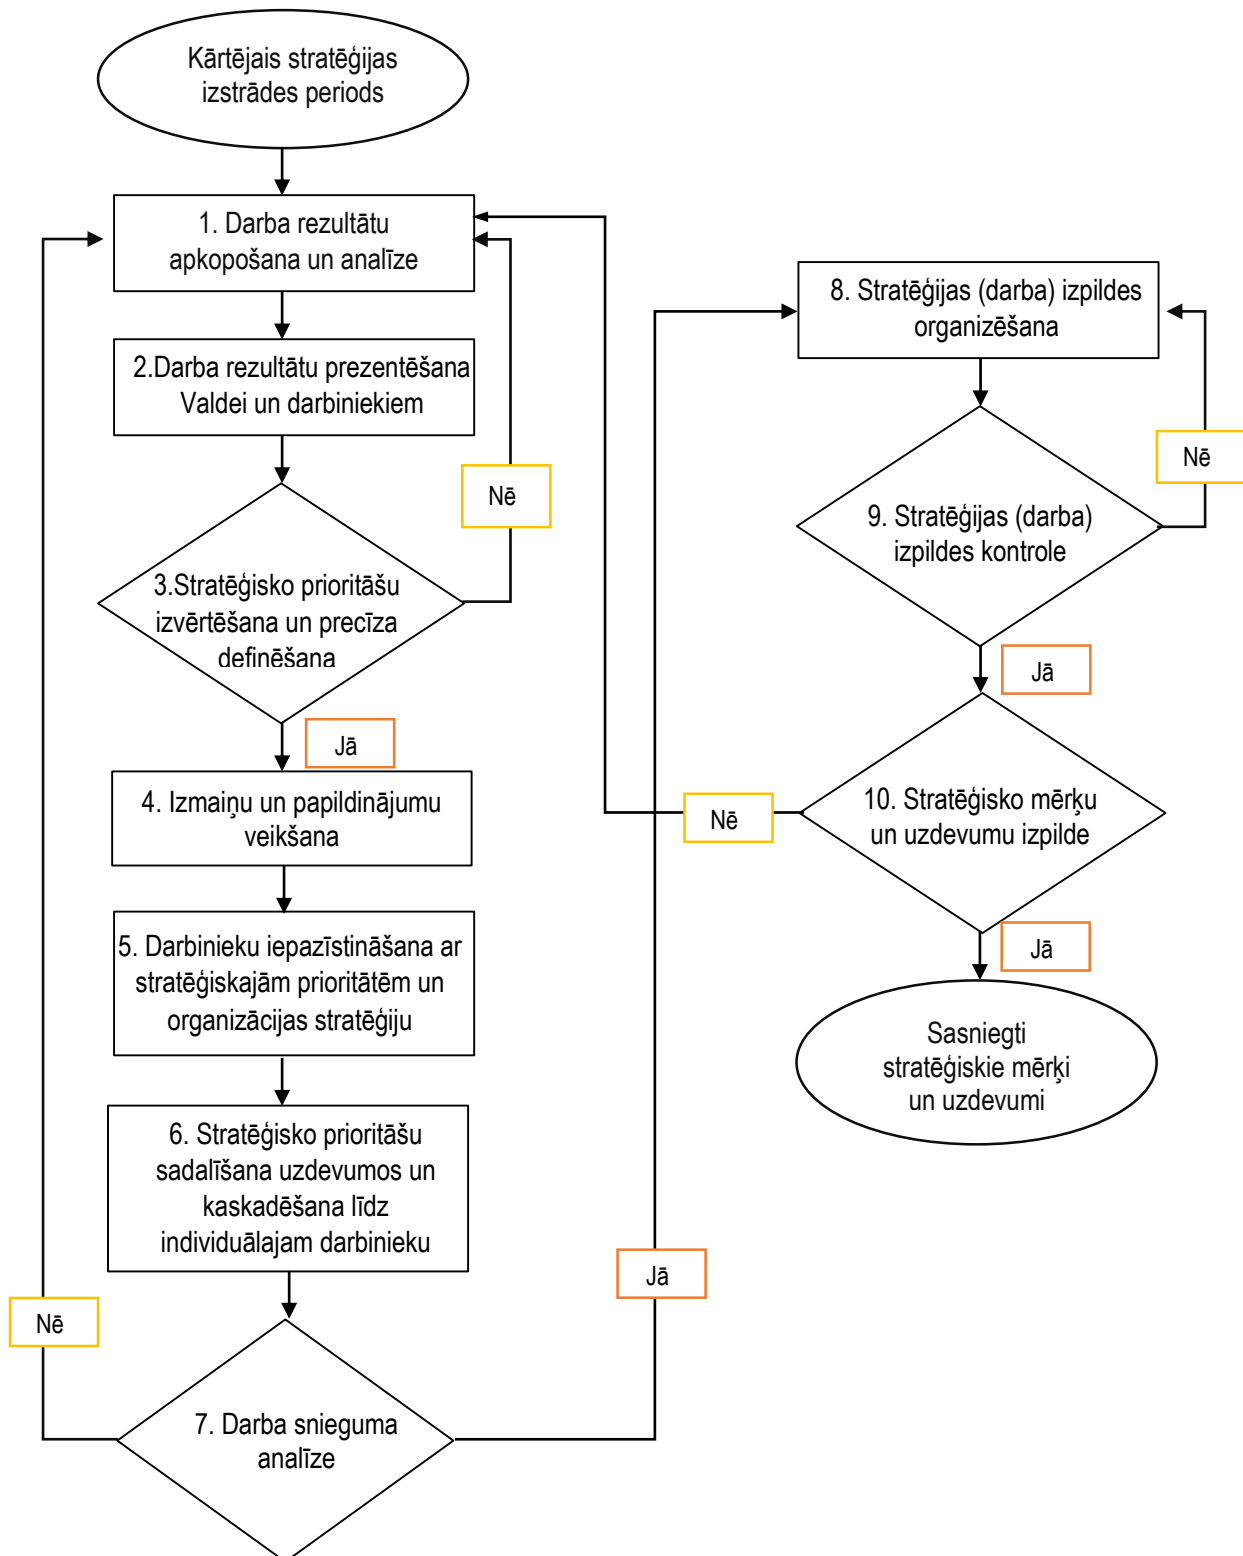 Kārtējais stratēģijas
izstrādes periods
1. Darba rezultātu
apkopošana un analīze
2.Darba rezultātu prezentēšana
Valdei un darbiniekiem
Nē
3.Stratēģisko prioritāšu
izvērtēšana un precīza
definēšana
Jā
4. Izmaiņu un papildinājumu
veikšana
5. Darbinieku iepazīstināšana ar
stratēģiskajām prioritātēm un
organizācijas stratēģiju
6. Stratēģisko prioritāšu
sadalīšana uzdevumos un
kaskadēšana līdz
individuālajam darbinieku
Nē
7. Darba snieguma
analīze
Jā
8. Stratēģijas (darba) izpildes
organizēšana
Nē
9. Stratēģijas (darba)
izpildes kontrole
Jā
10. Stratēģisko mērķu
un uzdevumu izpilde
Nē
Jā
Sasniegti
stratēģiskie mērķi
un uzdevumi